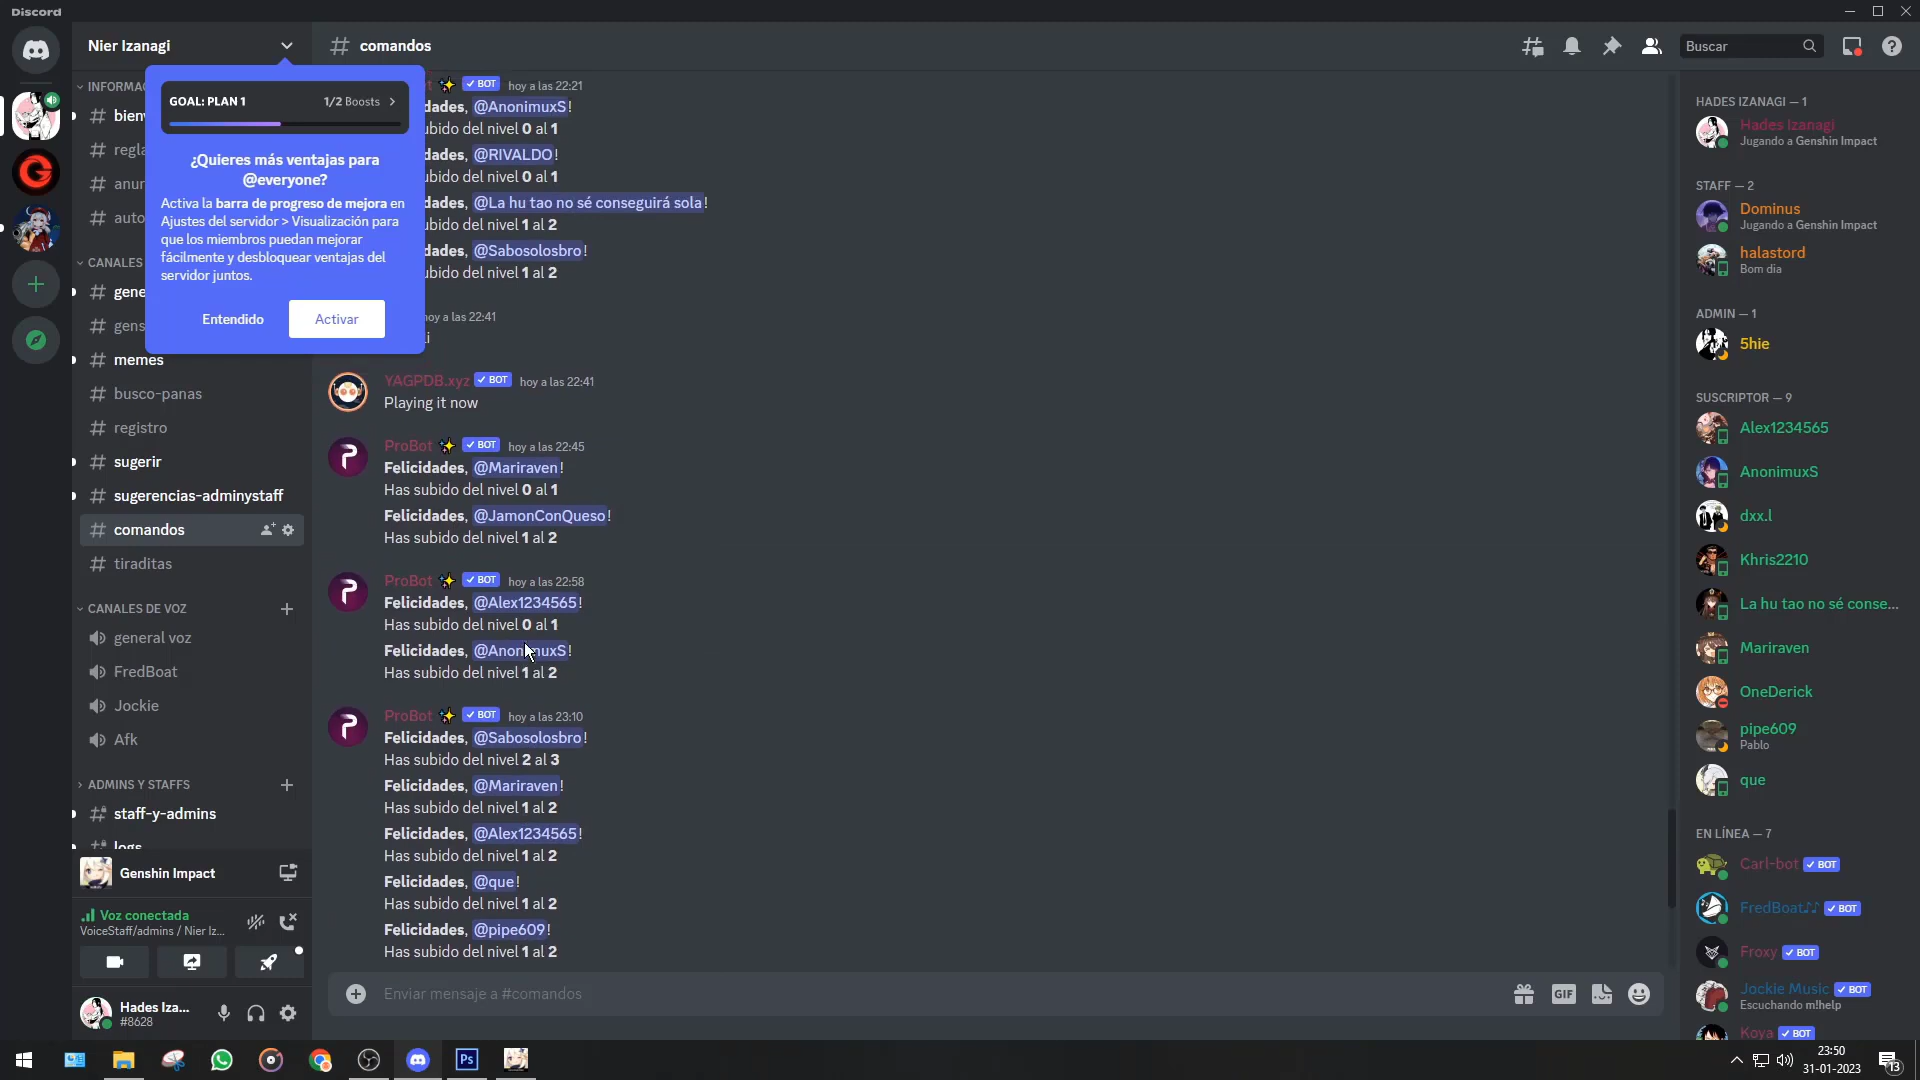 Discord
Nier Izanagi
comandos
Buscar
INFORMA
bien
regla
anun
auto
CANALES
gene
gens
memes
busco-panas
registro
sugerir
sugerencias-adminystaff
comandos
tiraditas
CANALES DE VOZ
general voz
FredBoat
Jockie
Afk
ADMINS Y STAFFS
staff-y-admins
logs
Genshin Impact
Voz conectada
VoiceStaff/admins / Nier Iz...
Hades Iza...
#8628
GOAL: PLAN 1
1/2 Boosts
¿Quieres más ventajas para
@everyone?
Activa la barra de progreso de mejora en
Ajustes del servidor > Visualización para
que los miembros puedan mejorar
fácilmente y desbloquear ventajas del
servidor juntos.
Entendido
Activar
BOT hoy a las 22:21
dades, @AnonimuxS!
ubido del nivel 0 al 1
dades, @RIVALDO!
ubido del nivel 0 al 1
dades, @La hu tao no sé conseguirá sola!
ubido del nivel 1 al 2
dades, @Sabosolosbro!
ubido del nivel 1 al 2
hoy a las 22:41
YAGPDB.xyz BOT hoy a las 22:41
Playing it now
ProBot BOT hoy a las 22:45
Felicidades, @Mariraven!
Has subido del nivel 0 al 1
Felicidades, @JamonConQueso!
Has subido del nivel 1 al 2
ProBot BOT hoy a las 22:58
Felicidades, @Alex1234565!
Has subido del nivel 0 al 1
Felicidades, @AnonimuxS!
Has subido del nivel 1 al 2
ProBot BOT hoy a las 23:10
Felicidades, @Sabosolosbro!
Has subido del nivel 2 al 3
Felicidades, @Mariraven!
Has subido del nivel 1 al 2
Felicidades, @Alex1234565!
Has subido del nivel 1 al 2
Felicidades, @que!
Has subido del nivel 1 al 2
Felicidades, @pipe609!
Has subido del nivel 1 al 2
Enviar mensaje a #comandos
GIF
HADES IZANAGI — 1
Hades Izanagi
Jugando a Genshin Impact
STAFF — 2
Dominus
Jugando a Genshin Impact
halastord
Bom dia
ADMIN — 1
5hie
SUSCRIPTOR — 9
Alex1234565
AnonimuxS
dxx.l
Khris2210
La hu tao no sé conse...
Mariraven
OneDerick
pipe609
Pablo
que
EN LÍNEA — 7
Carl-bot BOT
FredBoat♪♪ BOT
Froxy BOT
Jockie Music BOT
Escuchando m!help
Koya BOT
Ps
23:50
31-01-2023
13